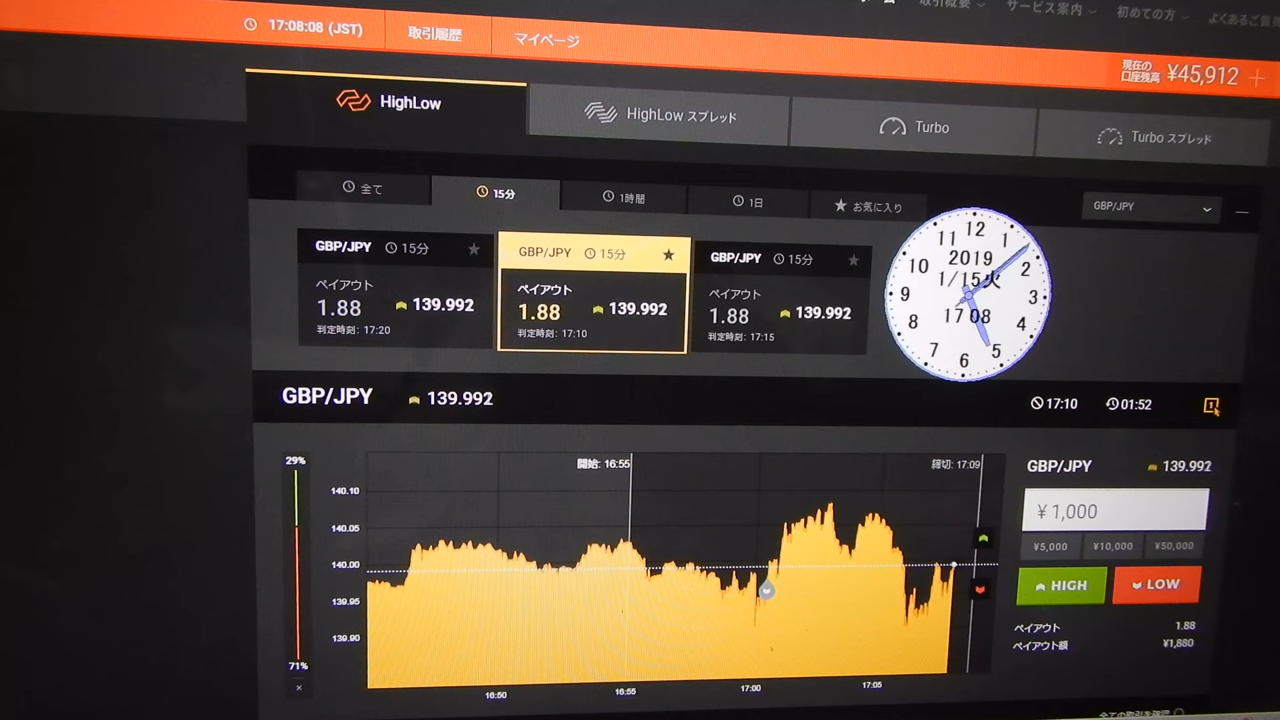 取引概要 サービス案内 初めての方 よくあるご質問
17:08:08 (JST) 取引履歴 マイページ
現在の口座残高 ¥45,912
HighLow HighLow スプレッド Turbo Turbo スプレッド
全て 15分 1時間 1日 お気に入り GBP/JPY
GBP/JPY 15分
ペイアウト
1.88 139.992
判定時刻: 17:20
GBP/JPY 15分
ペイアウト
1.88 139.992
判定時刻: 17:10
GBP/JPY 15分
ペイアウト
1.88 139.992
判定時刻: 17:15
12 1 2 3 4 5 6 7 8 9 10 11
2019
1/15火
17 08
GBP/JPY 139.992
17:10 01:52
29%
71%
開始: 16:55 締切: 17:09
140.10
140.05
140.00
139.95
139.90
16:50 16:55 17:00 17:05
GBP/JPY 139.992
¥ 1,000
¥5,000 ¥10,000 ¥50,000
HIGH LOW
ペイアウト 1.88
ペイアウト額 ¥1,880